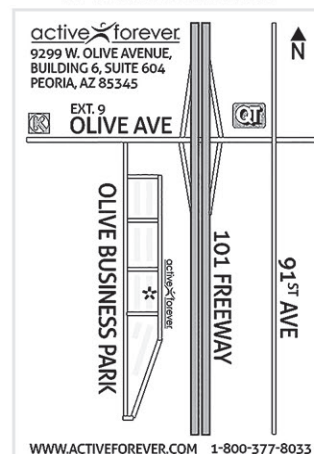 active forever
9299 W. OLIVE AVENUE,
BUILDING 6, SUITE 604
PEORIA, AZ 85345
N
EXT. 9
K
OLIVE AVE
QT
OLIVE BUSINESS PARK
active forever
101 FREEWAY
91ST AVE
WWW.ACTIVEFOREVER.COM 1-800-377-8033